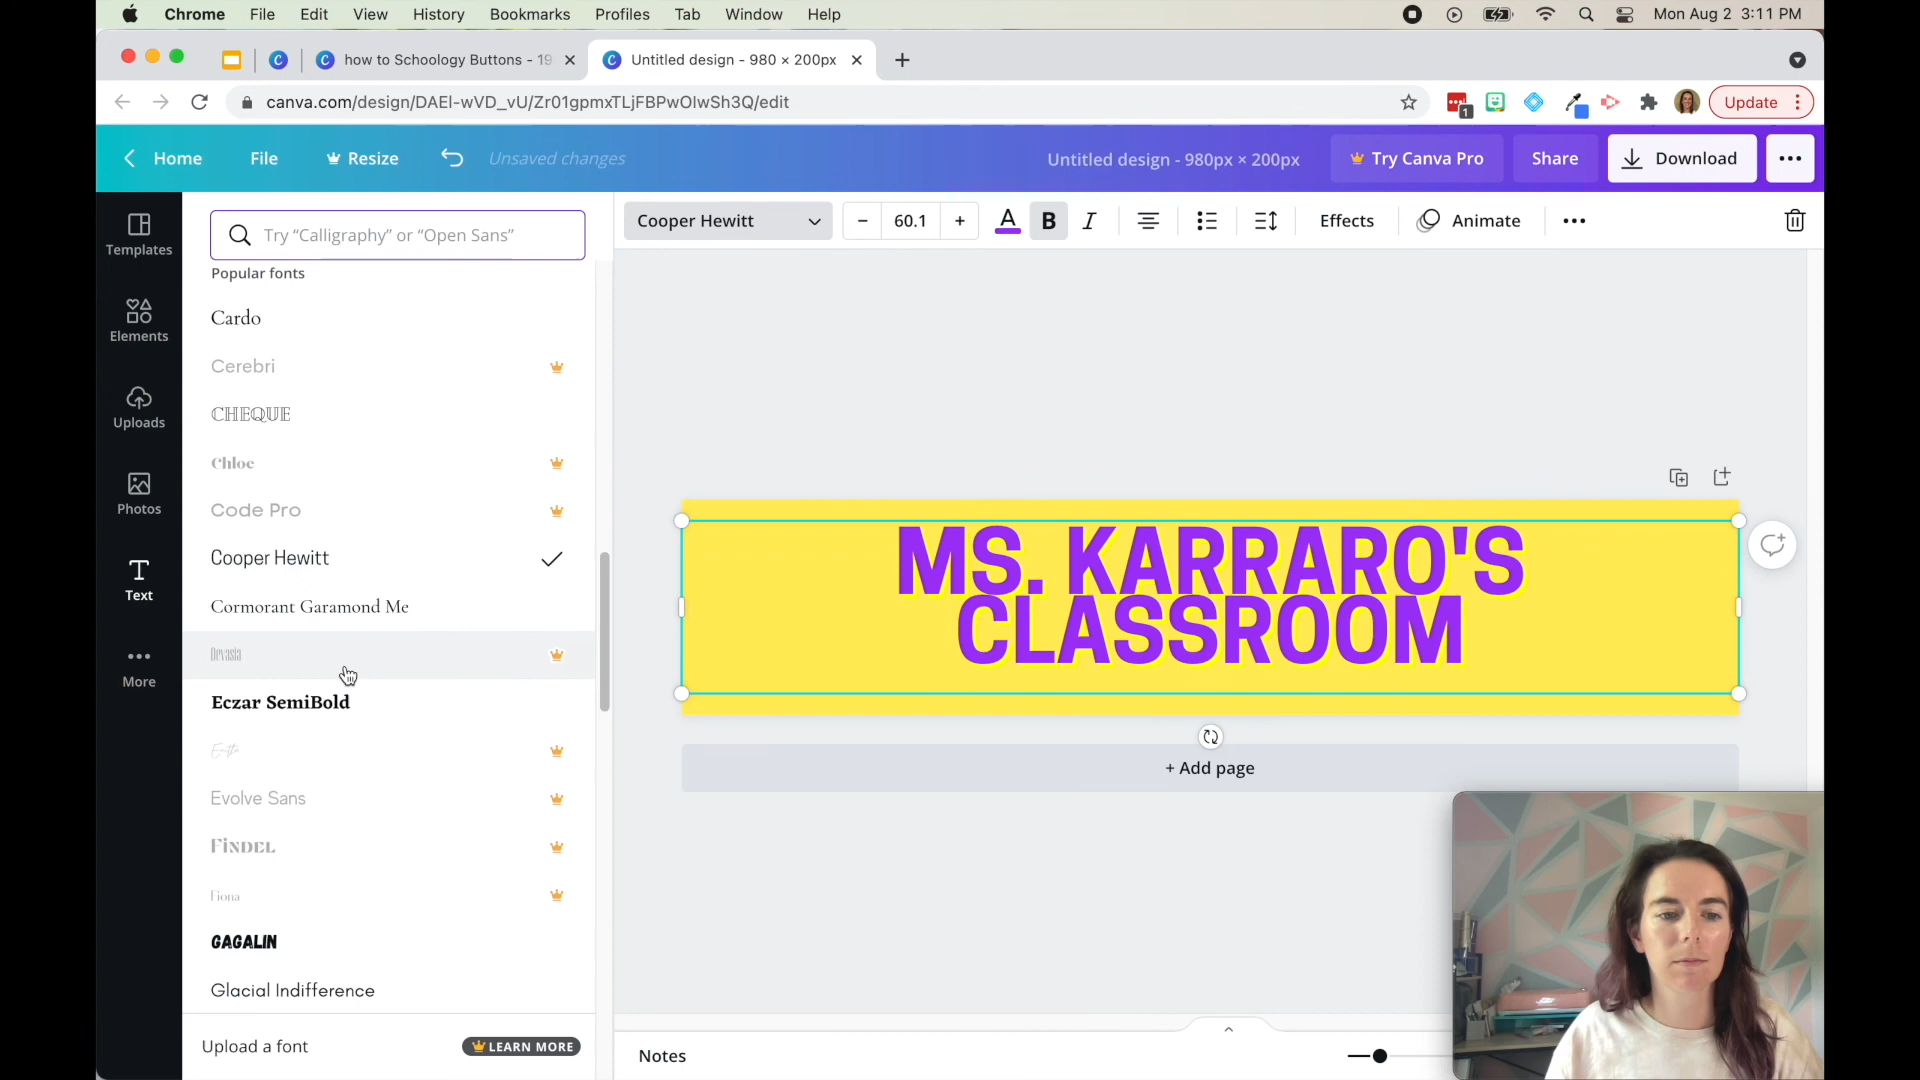 Chrome File Edit View History Bookmarks Profiles Tab Window Help Mon Aug 2 3:11 PM
how to Schoology Buttons - 19 Untitled design - 980 × 200px
canva.com/design/DAEl-wVD_vU/Zr01gpmxTLjFBPwOlwSh3Q/edit 1 Update
Home File Resize Unsaved changes Untitled design - 980px × 200px Try Canva Pro Share Download
Templates
Elements
Uploads
Photos
Text
More
Try “Calligraphy” or “Open Sans”
Popular fonts
Cardo
Cerebri
CHEQUE
Chloe
Code Pro
Cooper Hewitt
Cormorant Garamond Me
Devasia
Eczar SemiBold
Evolve Sans
FINDEL
Fiona
GAGALIN
Glacial Indifference
Upload a font LEARN MORE
Cooper Hewitt – 60.1 + A B I Effects Animate
MS. KARRARO'S
CLASSROOM
+ Add page
Notes